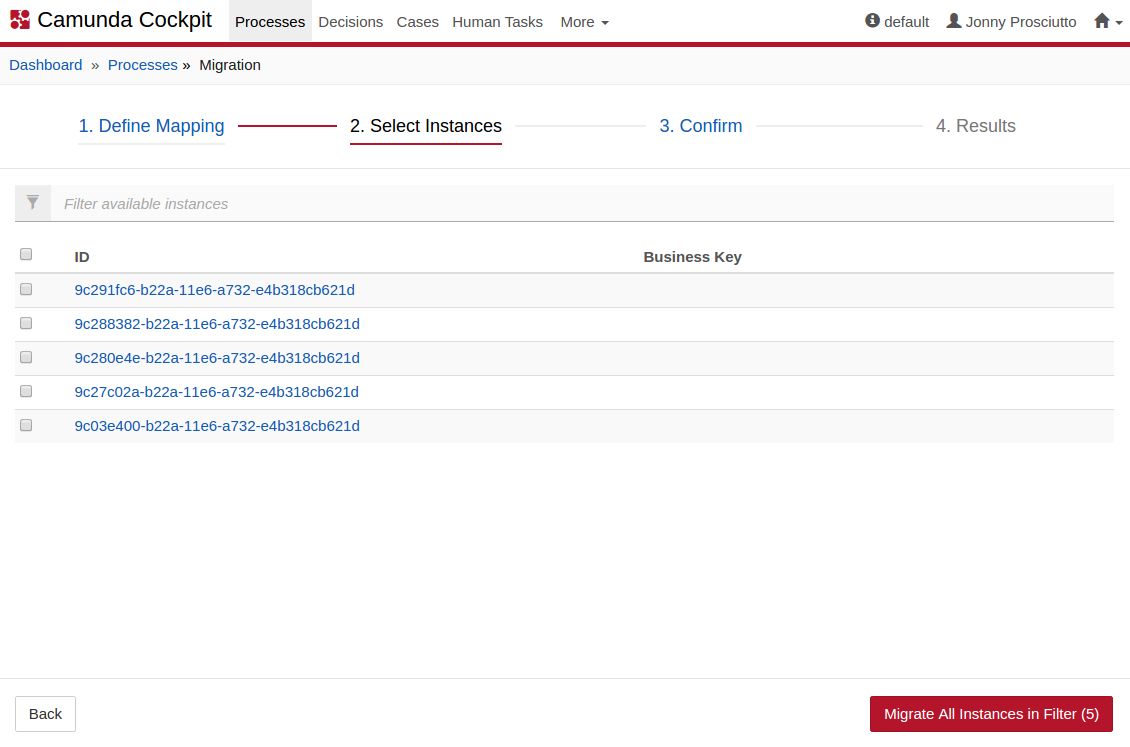 Camunda Cockpit Processes Decisions Cases Human Tasks More default Jonny Prosciutto
Dashboard » Processes » Migration
1. Define Mapping 2. Select Instances 3. Confirm 4. Results
Filter available instances
ID Business Key
9c291fc6-b22a-11e6-a732-e4b318cb621d
9c288382-b22a-11e6-a732-e4b318cb621d
9c280e4e-b22a-11e6-a732-e4b318cb621d
9c27c02a-b22a-11e6-a732-e4b318cb621d
9c03e400-b22a-11e6-a732-e4b318cb621d
Back Migrate All Instances in Filter (5)